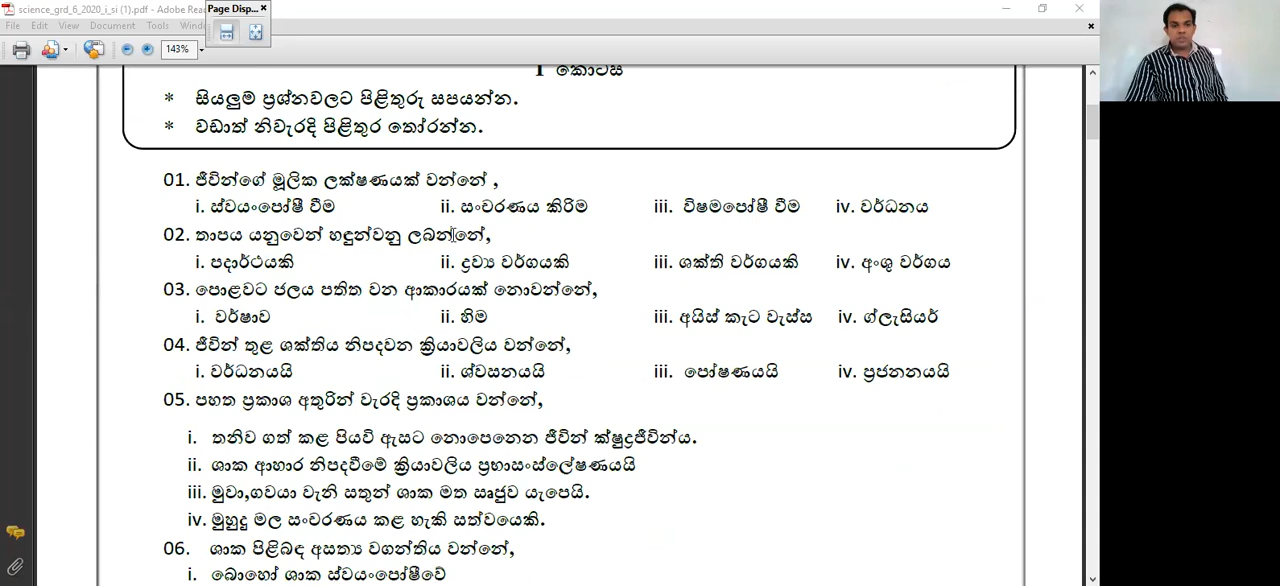 science_grd_6_2020_i_si (1).pdf - Adobe Rea
Page Disp...
File Edit View Document Tools Wind
143%
I කොටස
* සියලුම ප්‍රශ්නවලට පිළිතුරු සපයන්න.
* වඩාත් නිවැරදි පිළිතුර තෝරන්න.
01. ජීවින්ගේ මූලික ලක්ෂණයක් වන්නේ ,
i. ස්වයංපෝෂී වීම ii. සංචරණය කිරිම iii. විෂමපෝෂී වීම iv. වර්ධනය
02. තාපය යනුවෙන් හඳුන්වනු ලබන්නේ,
i. පදාර්ථයකි ii. ද්‍රව්‍ය වර්ගයකි iii. ශක්ති වර්ගයකි iv. අංශු වර්ගය
03. පොළවට ජලය පතිත වන ආකාරයක් නොවන්නේ,
i. වර්ෂාව ii. හිම iii. අයිස් කැට වැස්ස iv. ග්ලැසියර්
04. ජීවින් තුළ ශක්තිය නිපදවන ක්‍රියාවලිය වන්නේ,
i. වර්ධනයයි ii. ශ්වසනයයි iii. පෝෂණයයි iv. ප්‍රජනනයයි
05. පහත ප්‍රකාශ අතුරින් වැරදි ප්‍රකාශය වන්නේ,
i. තනිව ගත් කළ පියවි ඇසට නොපෙනෙන ජීවින් ක්ෂුද්‍රජීවින්ය.
ii. ශාක ආහාර නිපදවීමේ ක්‍රියාවලිය ප්‍රභාසංස්ලේෂණයයි
iii. මුවා,ගවයා වැනි සතුන් ශාක මත සෘජුව යැපෙයි.
iv. මුහුදු මල සංචරණය කළ හැකි සත්වයෙකි.
06. ශාක පිළිබඳ අසත්‍ය වගන්තිය වන්නේ,
i. බොහෝ ශාක ස්වයංපෝෂීවේ